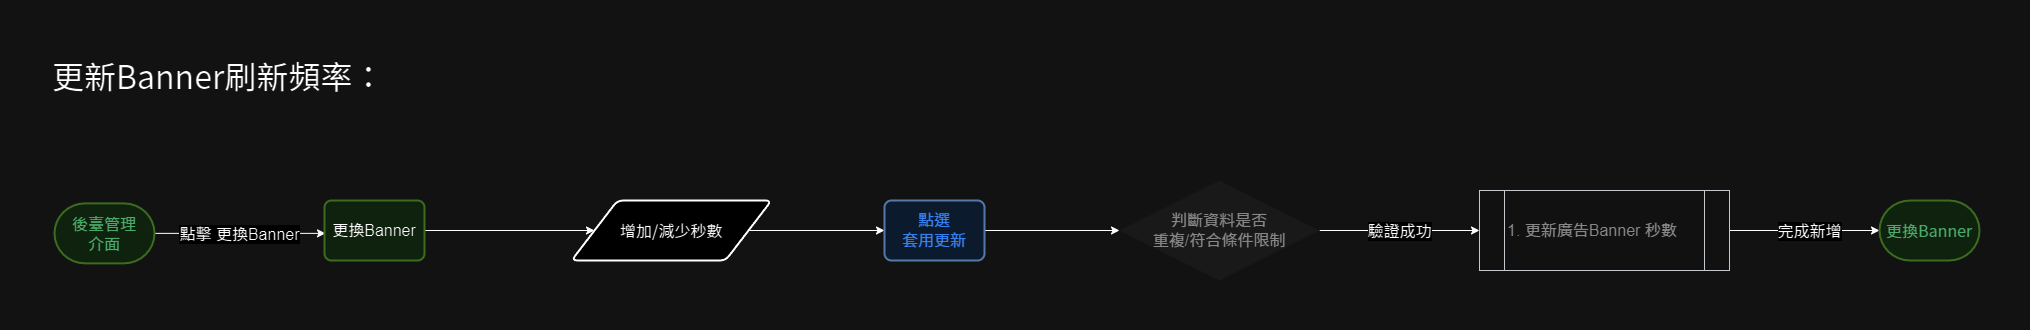 更新Banner刷新頻率：
後臺管理
介面
點擊 更換Banner
更換Banner
增加/減少秒數
點選
套用更新
判斷資料是否
重複/符合條件限制
驗證成功
1. 更新廣告Banner 秒數
完成新增
更換Banner